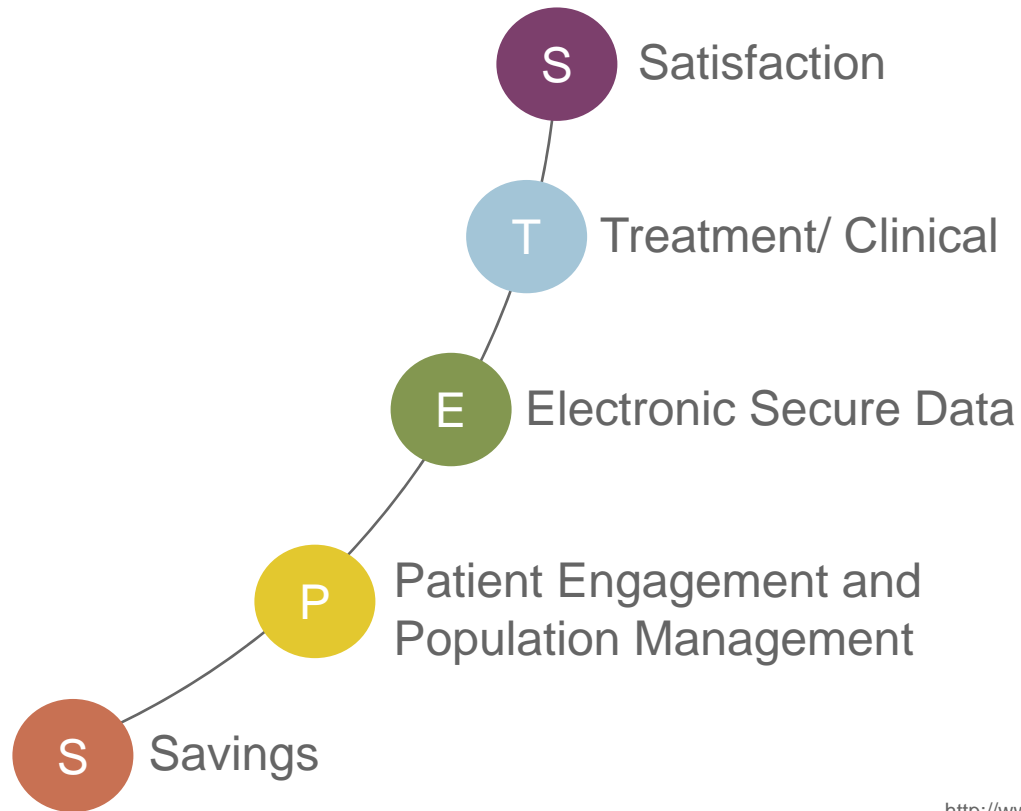 S Satisfaction
T Treatment/ Clinical
E Electronic Secure Data
P Patient Engagement and
Population Management
S Savings